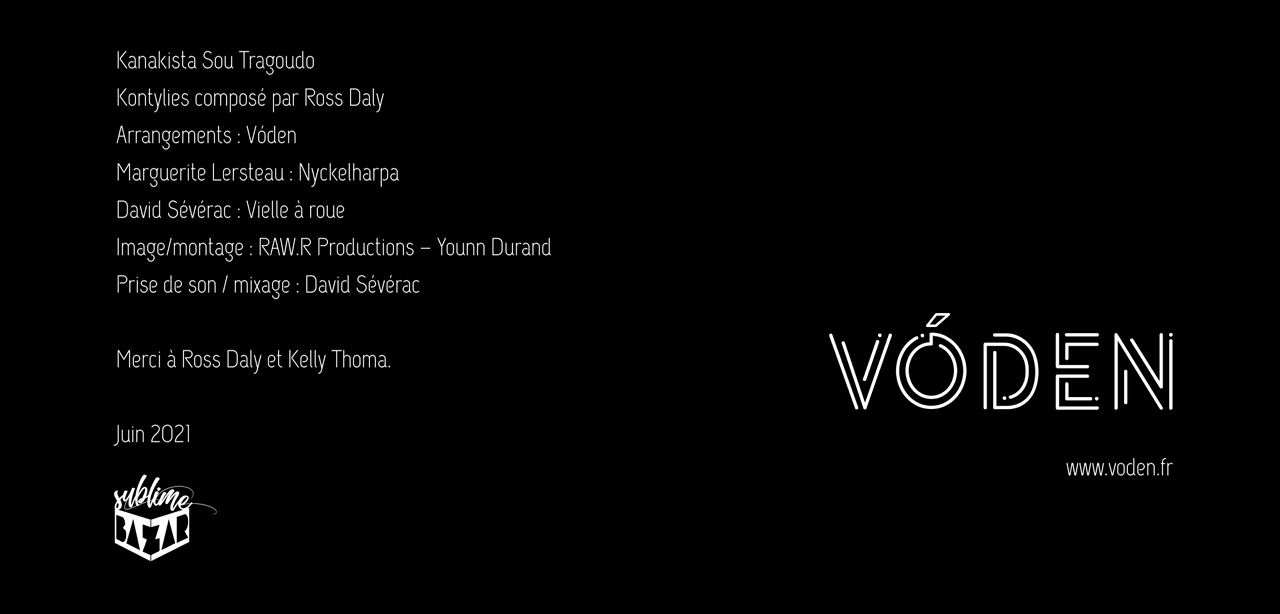 Kanakista Sou Tragoudo
Kontylies composé par Ross Daly
Arrangements : Vóden
Marguerite Lersteau : Nyckelharpa
David Sévérac : Vielle à roue
Image/montage : RAW.R Productions – Younn Durand
Prise de son / mixage : David Sévérac
Merci à Ross Daly et Kelly Thoma.
Juin 2021
sublime
BAZAR
VÓDEN
www.voden.fr